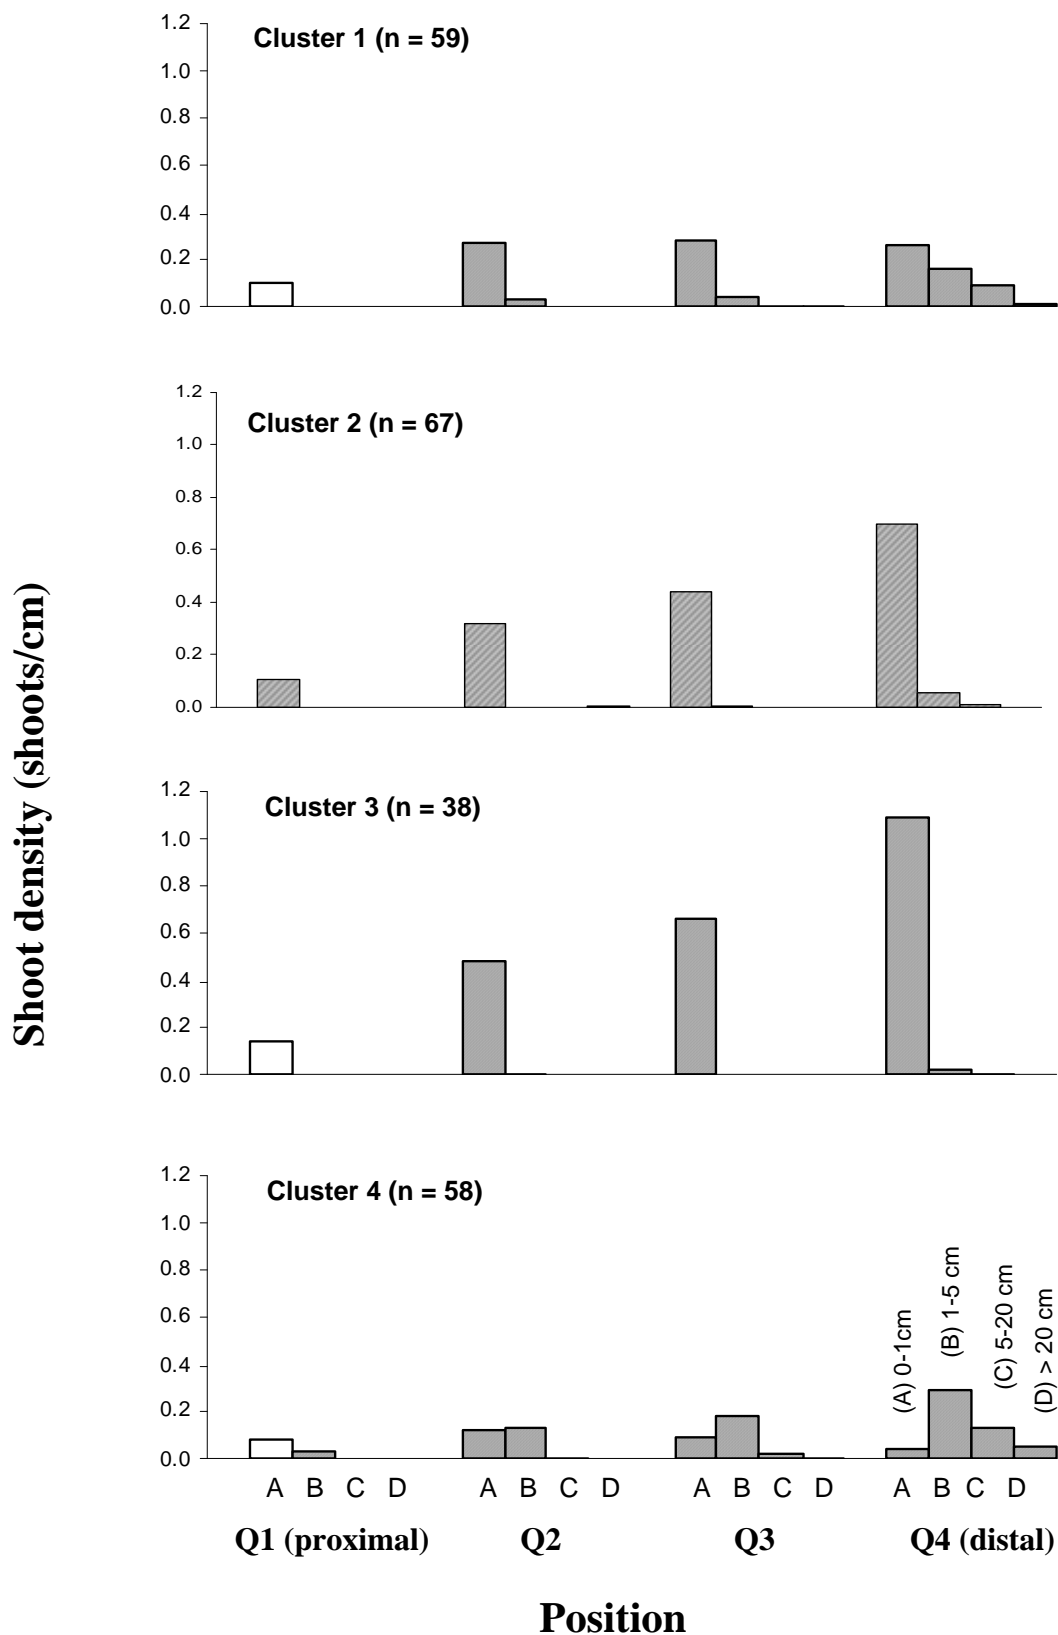 Shoot density (shoots/cm)
Cluster 1 (n = 59)
1.2
1.0
0.8
0.6
0.4
0.2
0.0
Cluster 2 (n = 67)
1.2
1.0
0.8
0.6
0.4
0.2
0.0
Cluster 3 (n = 38)
1.2
1.0
0.8
0.6
0.4
0.2
0.0
Cluster 4 (n = 58)
1.2
1.0
0.8
0.6
0.4
0.2
0.0
(A) 0-1cm
(B) 1-5 cm
(C) 5-20 cm
(D) > 20 cm
A B C D A B C D A B C D A B C D
Q1 (proximal) Q2 Q3 Q4 (distal)
Position